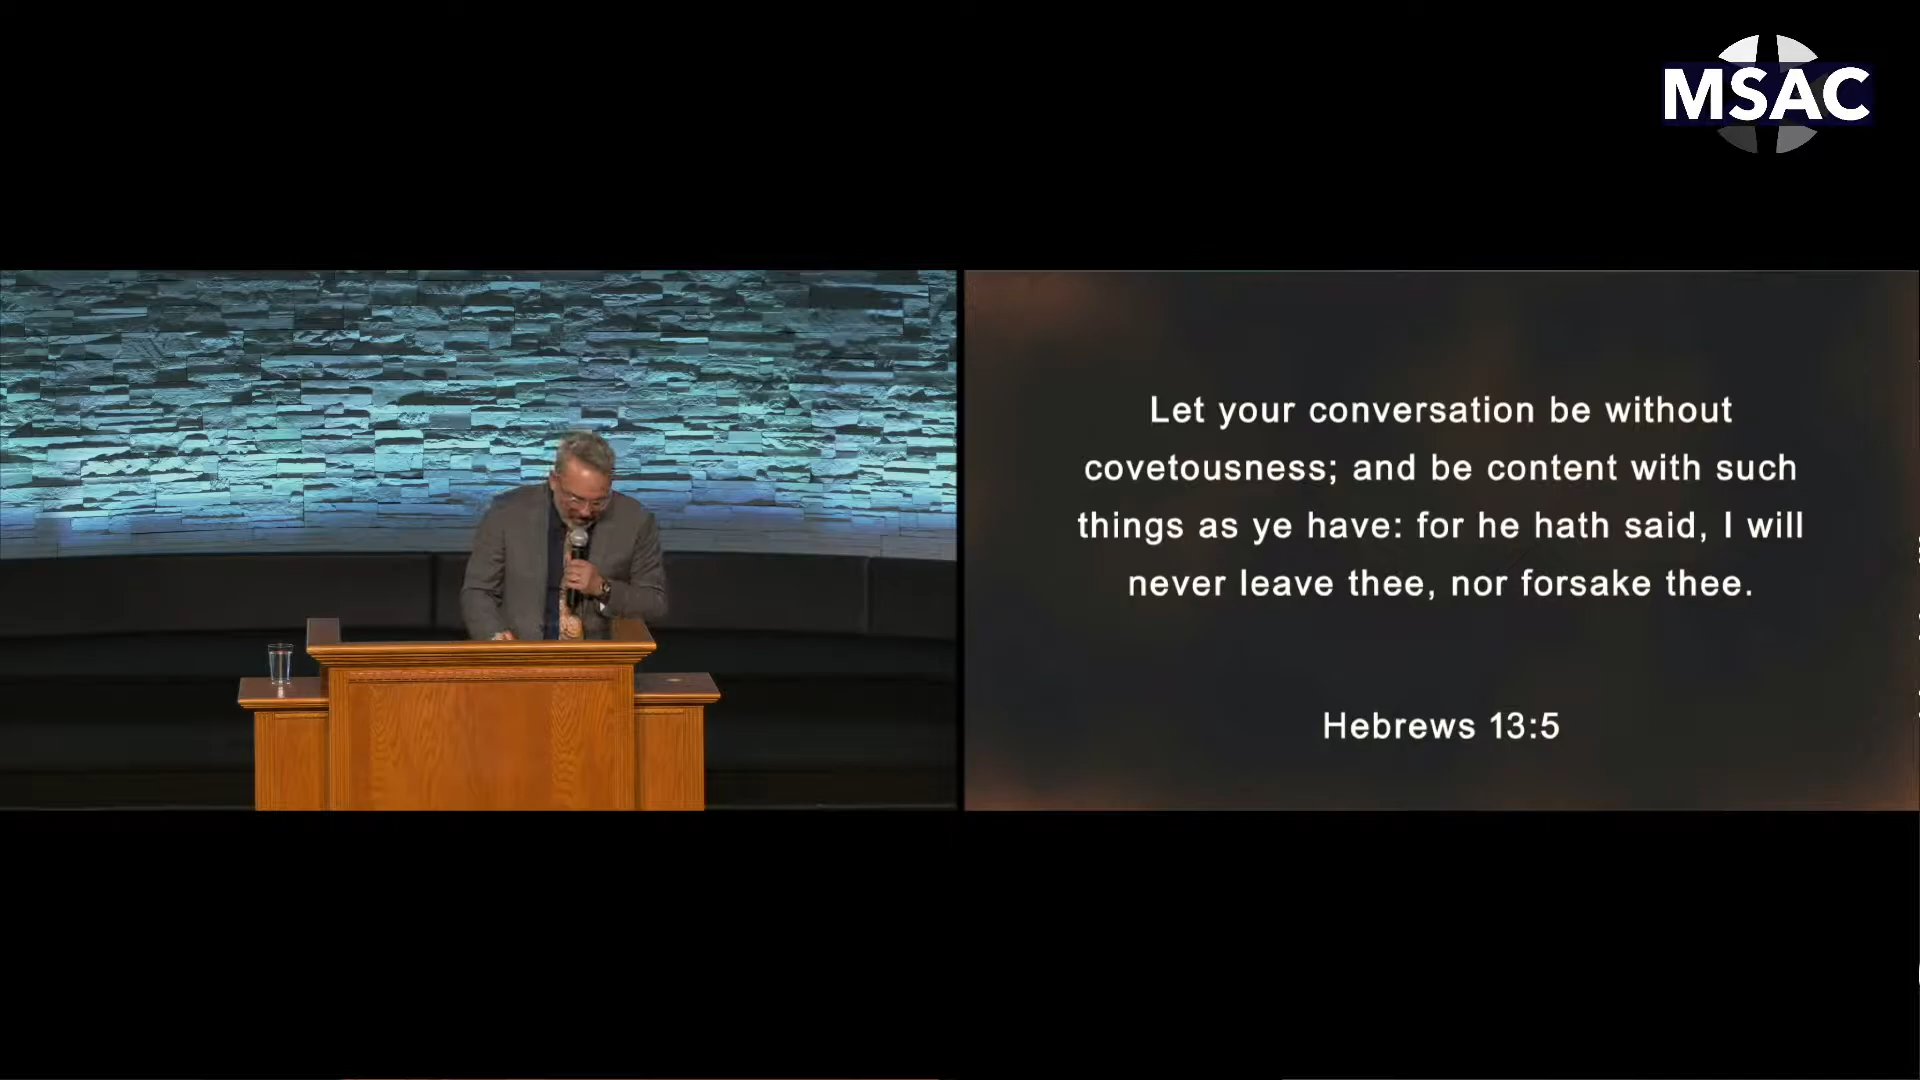 MSAC
Let your conversation be without
covetousness; and be content with such
things as ye have: for he hath said, I will
never leave thee, nor forsake thee.
Hebrews 13:5